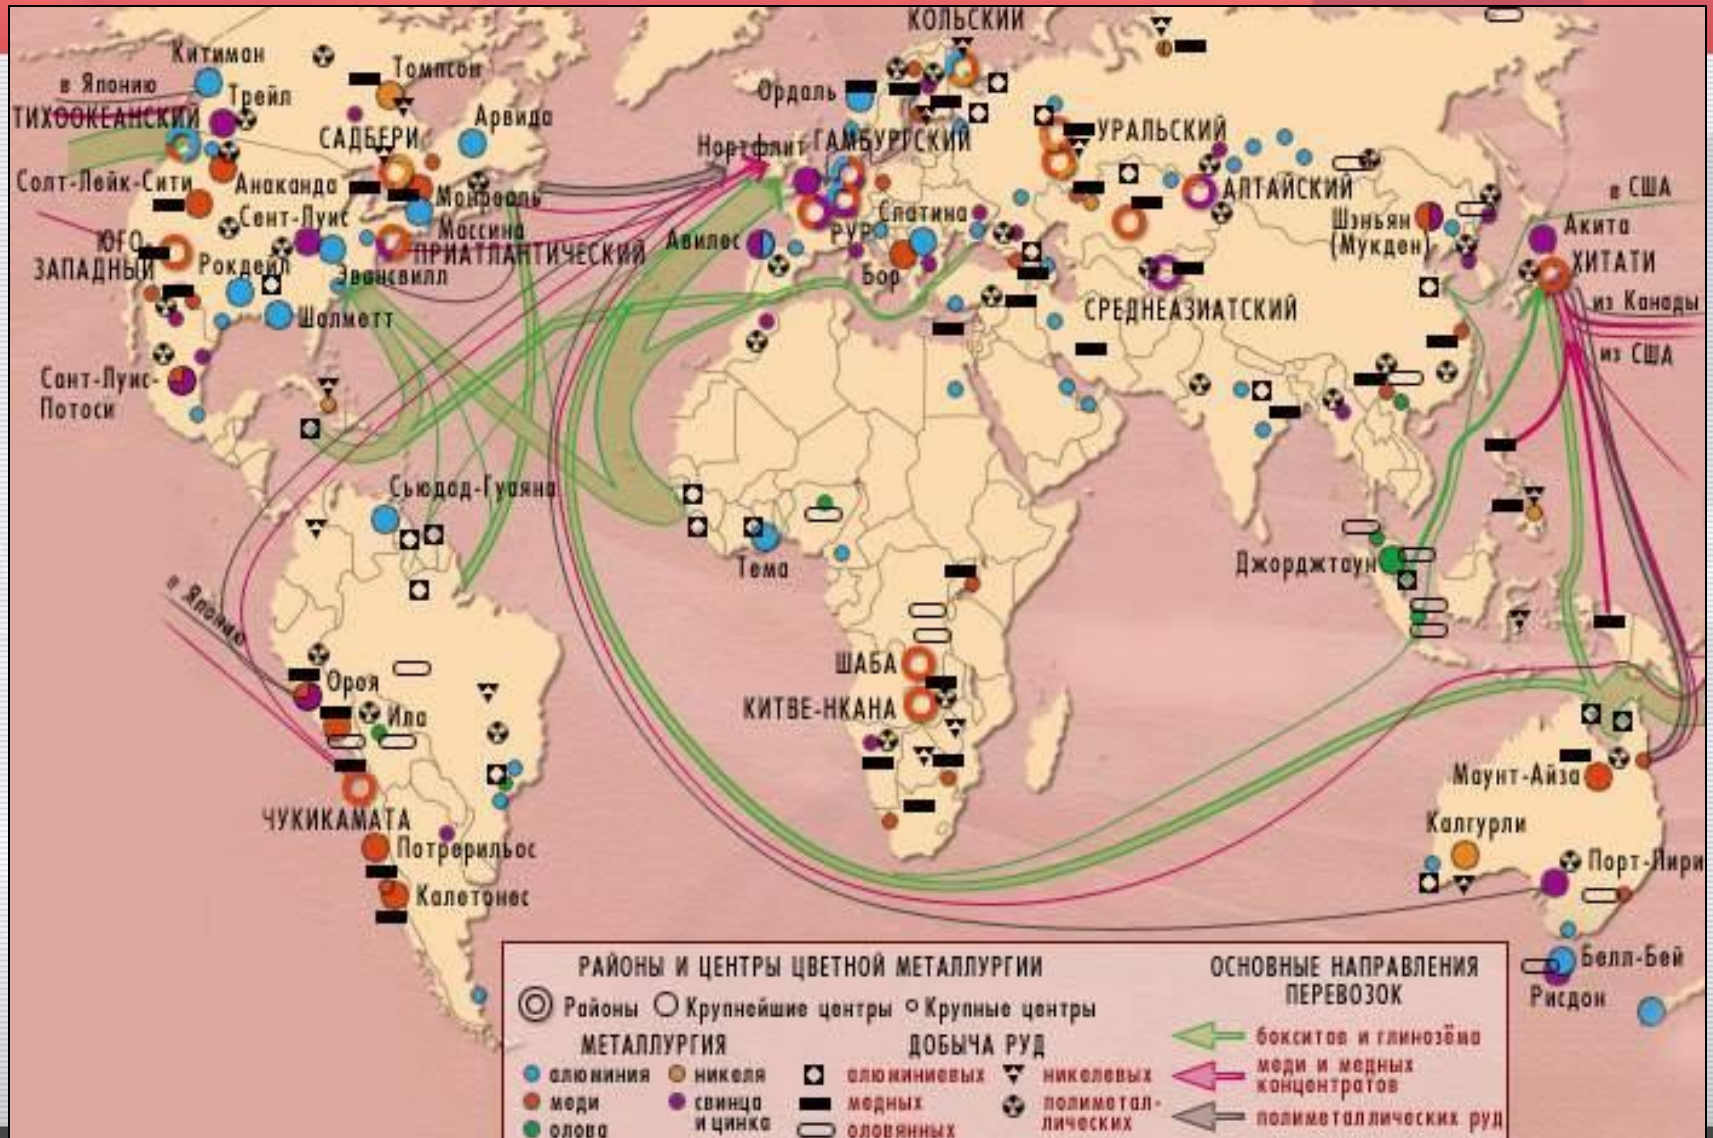 КОЛЬСКИЙ
Китимат
Томпсон
в Японию
Трейл
Ордаль
ТИХООКЕАНСКИЙ
САДБЕРИ
Арвида
Нортфлит
ГАМБУРГСКИЙ
УРАЛЬСКИЙ
Солт-Лейк-Сити
Анаконда
Монреаль
АЛТАЙСКИЙ
в США
Сент-Луис
Массина
Слатина
Шэньян
(Мукден)
Акита
ЮГО-
ЗАПАДНЫЙ
ПРИАТЛАНТИЧЕСКИЙ
Авилес
РУР
Рокдейл
Эвансвилл
Бор
ХИТАТИ
Шалметт
СРЕДНЕАЗИАТСКИЙ
из Канады
из США
Сант-Луис-
Потоси
Сьюдад-Гуаяна
Тема
Джорджтаун
в Японию
Ороя
ШАБА
Ила
КИТВЕ-НКАНА
Маунт-Айза
ЧУКИКАМАТА
Калгурли
Потрерильос
Порт-Пири
Калетонес
Белл-Бей
Рисдон
РАЙОНЫ И ЦЕНТРЫ ЦВЕТНОЙ МЕТАЛЛУРГИИ
Районы Крупнейшие центры Крупные центры
МЕТАЛЛУРГИЯ
алюминия никеля
меди свинца
и цинка
олова
ДОБЫЧА РУД
алюминиевых никелевых
медных полиметал-
лических
оловянных
ОСНОВНЫЕ НАПРАВЛЕНИЯ
ПЕРЕВОЗОК
бокситов и глинозёма
меди и медных
концентратов
полиметаллических руд